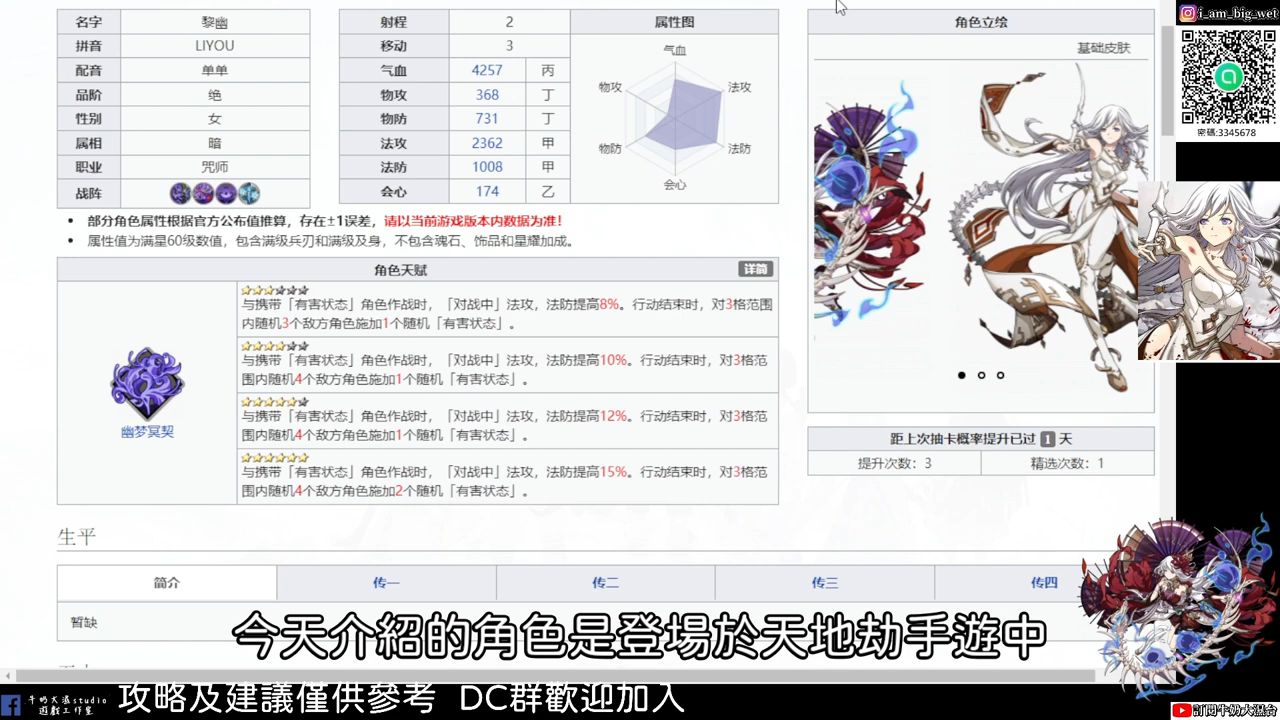 名字 黎幽
拼音 LIYOU
配音 单单
品阶 绝
性别 女
属相 暗
职业 咒师
战阵
射程 2
移动 3
气血 4257 丙
物攻 368 丁
物防 731 丁
法攻 2362 甲
法防 1008 甲
会心 174 乙
属性图
气血
物攻 法攻
物防 法防
会心
角色立绘
基础皮肤
i_am_big_wet
密碼:3345678
部分角色属性根据官方公布值推算，存在±1误差，请以当前游戏版本内数据为准！
属性值为满星60级数值，包含满级兵刃和满级及身，不包含魂石、饰品和星耀加成。
角色天赋 详简
幽梦冥契
与携带「有害状态」角色作战时，「对战中」法攻，法防提高8%。行动结束时，对3格范围
内随机3个敌方角色施加1个随机「有害状态」。
与携带「有害状态」角色作战时，「对战中」法攻，法防提高10%。行动结束时，对3格范
围内随机4个敌方角色施加1个随机「有害状态」。
与携带「有害状态」角色作战时，「对战中」法攻，法防提高12%。行动结束时，对3格范
围内随机4个敌方角色施加1个随机「有害状态」。
与携带「有害状态」角色作战时，「对战中」法攻，法防提高15%。行动结束时，对3格范
围内随机4个敌方角色施加2个随机「有害状态」。
距上次抽卡概率提升已过 1 天
提升次数：3 精选次数：1
生平
简介 传一 传二 传三 传四
暂缺
今天介紹的角色是登場於天地劫手遊中
牛奶大濕studio
遊戲工作室
攻略及建議僅供參考 DC群歡迎加入
訂閱牛奶大濕台